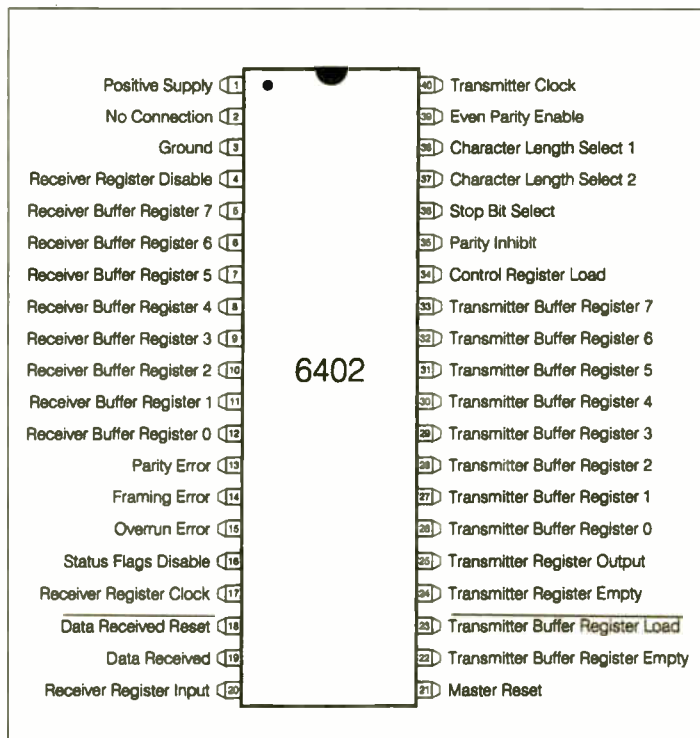 Positive Supply 1
No Connection 2
Ground 3
Receiver Register Disable 4
Receiver Buffer Register 7 5
Receiver Buffer Register 6 6
Receiver Buffer Register 5 7
Receiver Buffer Register 4 8
Receiver Buffer Register 3 9
Receiver Buffer Register 2 10
Receiver Buffer Register 1 11
Receiver Buffer Register 0 12
Parity Error 13
Framing Error 14
Overrun Error 15
Status Flags Disable 16
Receiver Register Clock 17
Data Received Reset 18
Data Received 19
Receiver Register Input 20
6402
40 Transmitter Clock
39 Even Parity Enable
38 Character Length Select 1
37 Character Length Select 2
36 Stop Bit Select
35 Parity Inhibit
34 Control Register Load
33 Transmitter Buffer Register 7
32 Transmitter Buffer Register 6
31 Transmitter Buffer Register 5
30 Transmitter Buffer Register 4
29 Transmitter Buffer Register 3
28 Transmitter Buffer Register 2
27 Transmitter Buffer Register 1
26 Transmitter Buffer Register 0
25 Transmitter Register Output
24 Transmitter Register Empty
23 Transmitter Buffer Register Load
22 Transmitter Buffer Register Empty
21 Master Reset